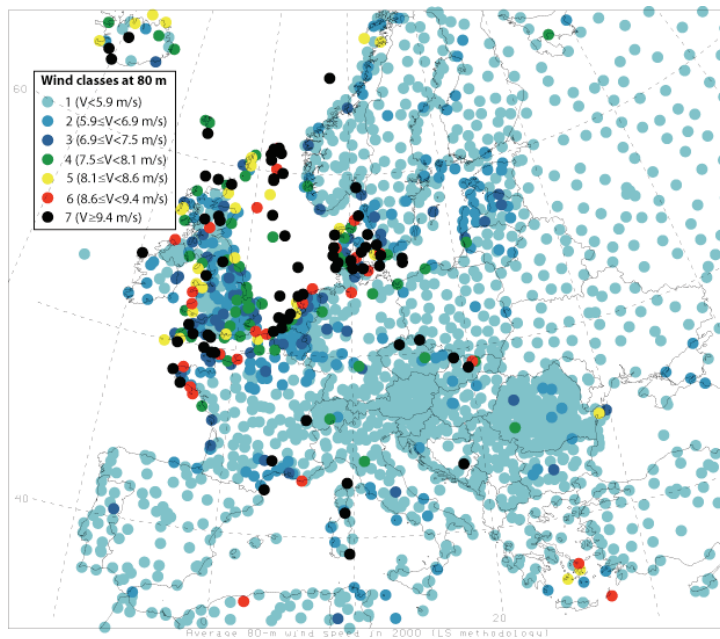 60
Wind classes at 80 m
1 (V<5.9 m/s)
2 (5.9≤V<6.9 m/s)
3 (6.9≤V<7.5 m/s)
4 (7.5≤V<8.1 m/s)
5 (8.1≤V<8.6 m/s)
6 (8.6≤V<9.4 m/s)
7 (V≥9.4 m/s)
40
20
Average 80-m wind speed in 2000 (LS methodology)